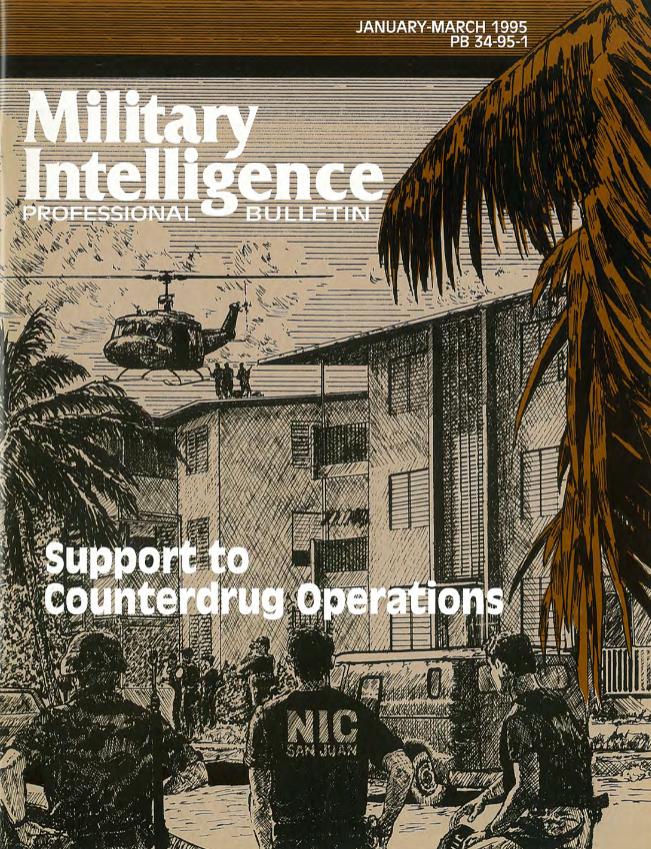 JANUARY-MARCH 1995
PB 34-95-1
Military
Intelligence
PROFESSIONAL BULLETIN
Support to
Counterdrug Operations
NIC
SAN JUAN